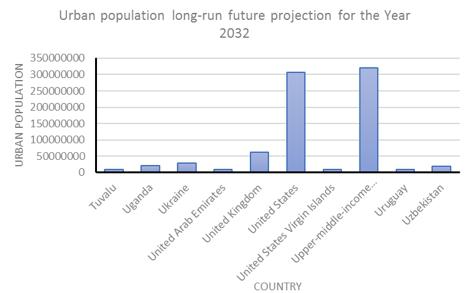 Urban population long-run future projection for the Year
2032
URBAN POPULATION
350000000
300000000
250000000
200000000
150000000
100000000
50000000
0
Tuvalu
Uganda
Ukraine
United Arab Emirates
United Kingdom
United States
United States Virgin Islands
Upper-middle-income...
Uruguay
Uzbekistan
COUNTRY